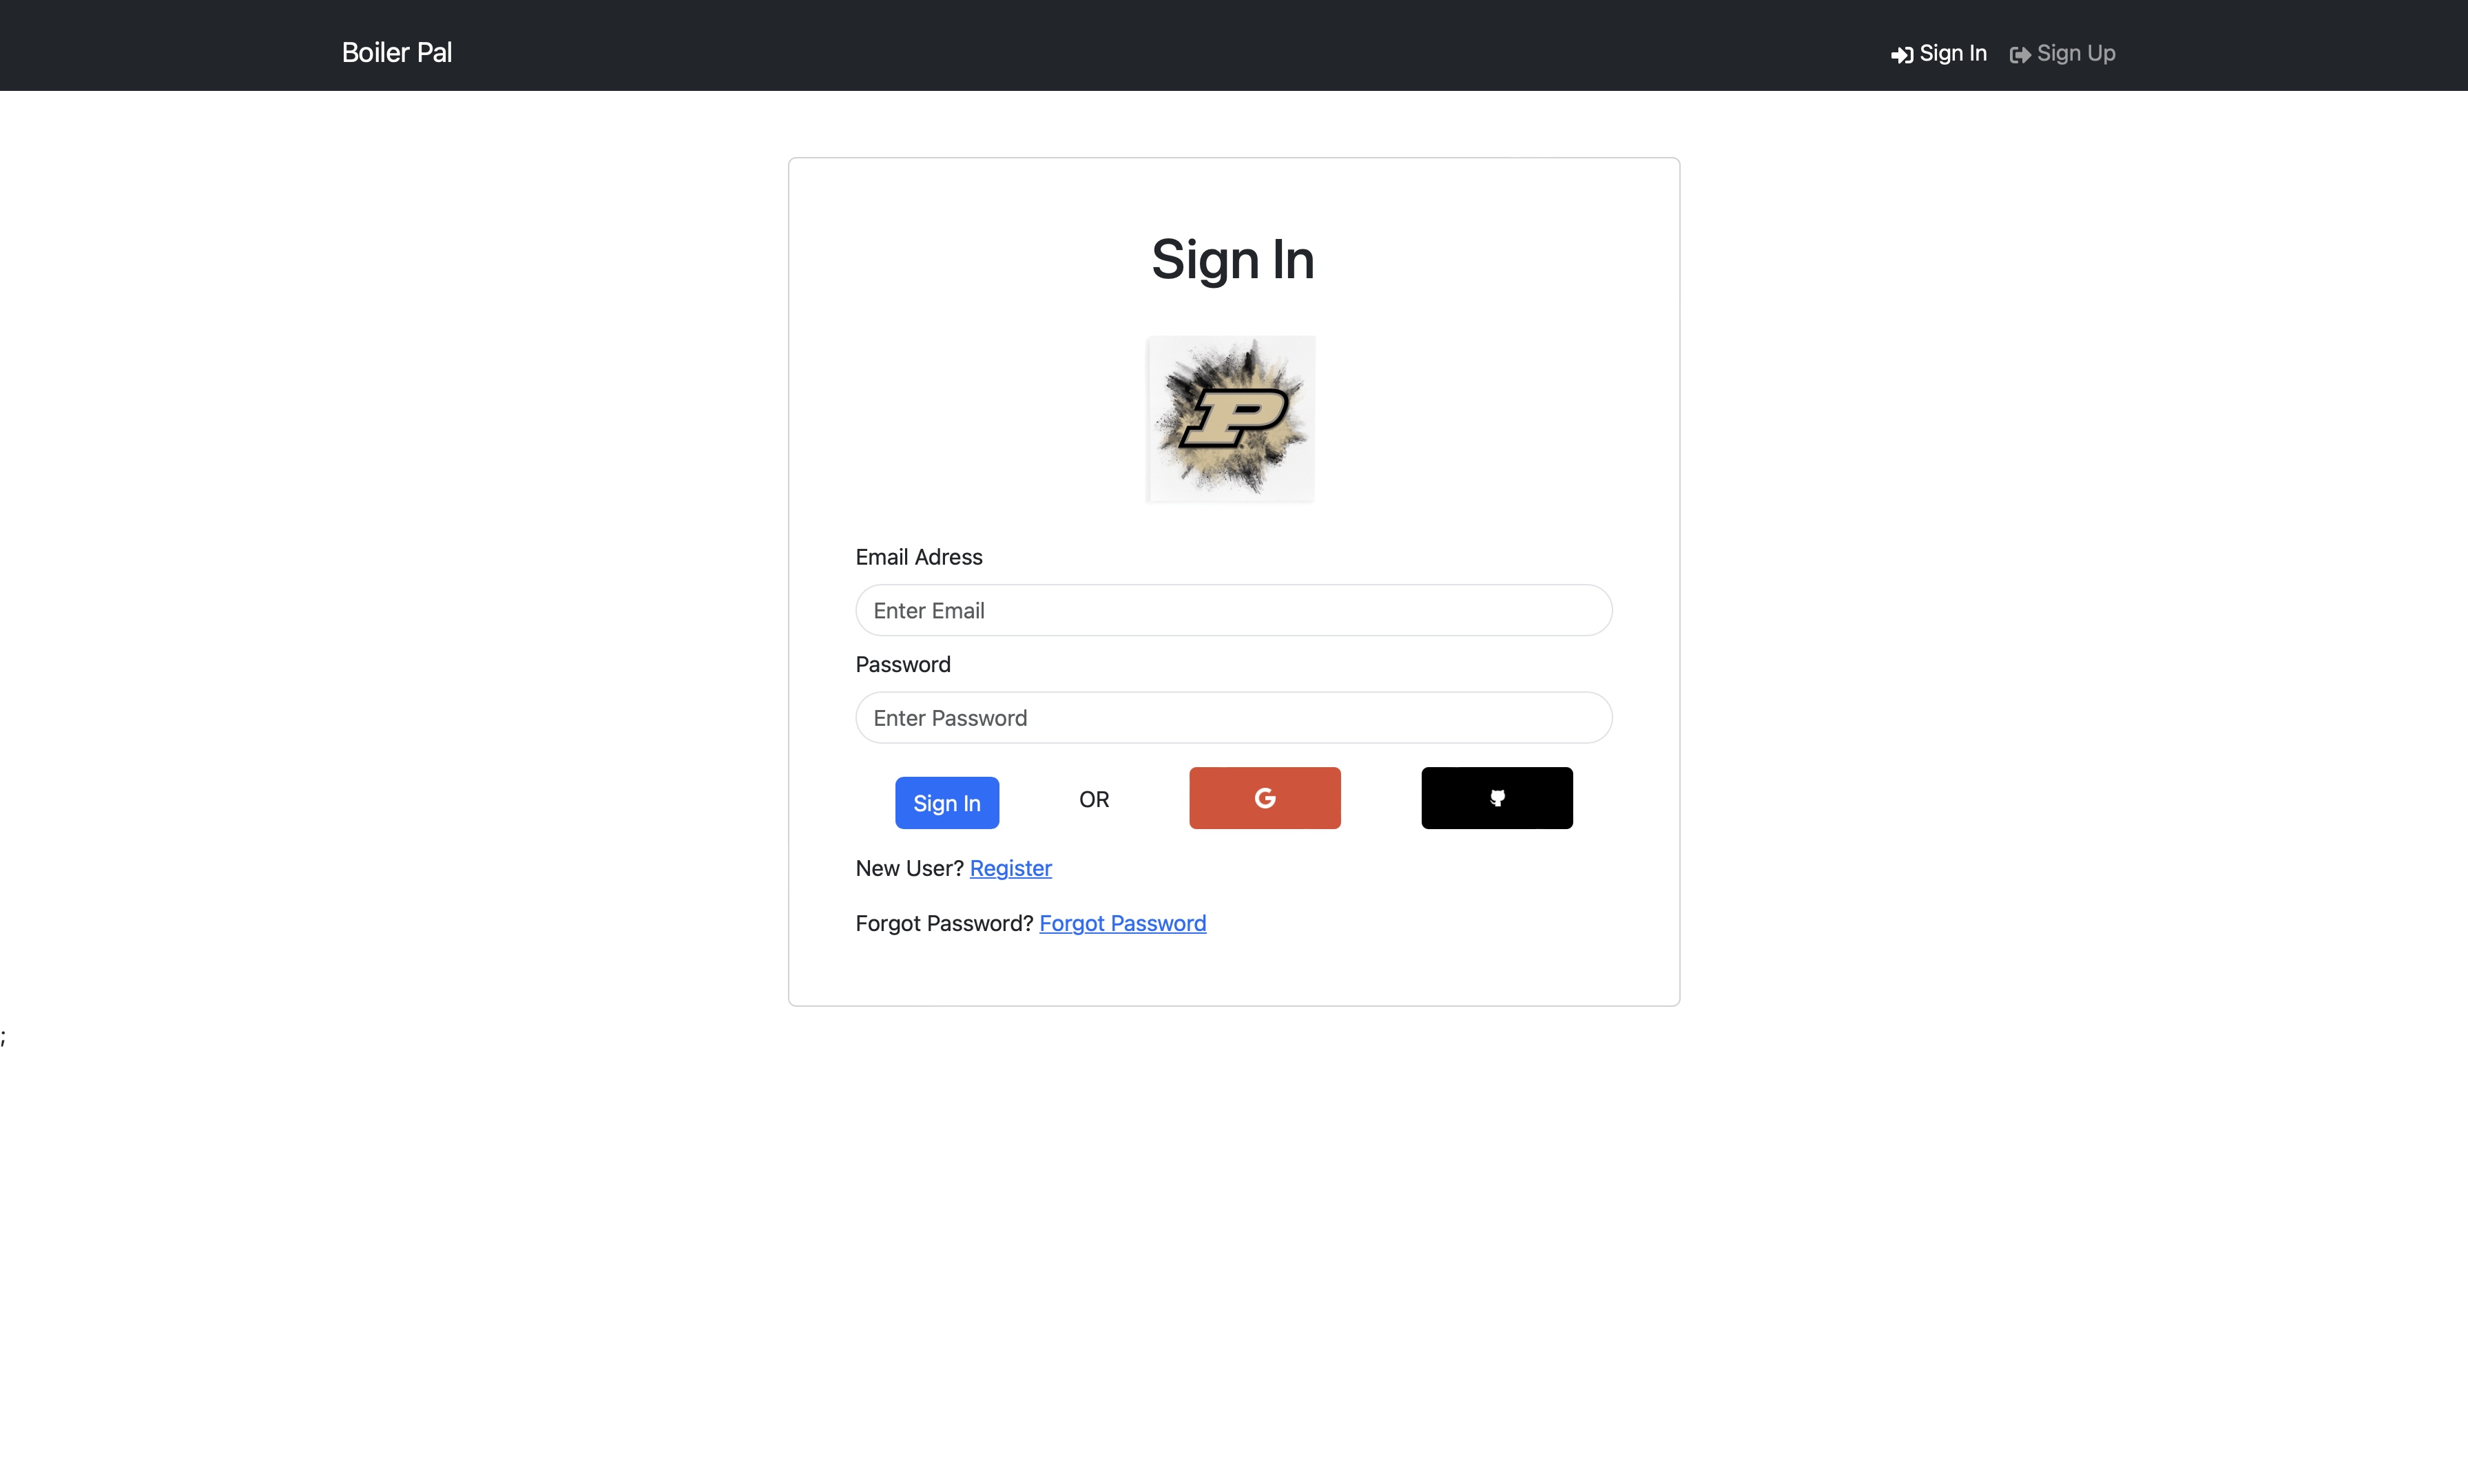 Boiler Pal
Sign In
Sign Up
Sign In
P
Email Adress
Enter Email
Password
Enter Password
Sign In OR G
New User? Register
Forgot Password? Forgot Password
;